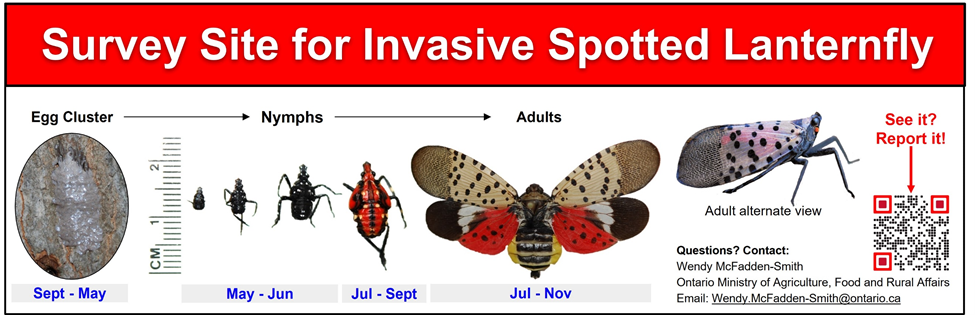 Survey Site for Invasive Spotted Lanternfly
Egg Cluster
Nymphs
Adults
See it?
Report it!
CM
1
2
Adult alternate view
Questions? Contact:
Wendy McFadden-Smith
Ontario Ministry of Agriculture, Food and Rural Affairs
Email: Wendy.McFadden-Smith@ontario.ca
Sept - May
May - Jun
Jul - Sept
Jul - Nov